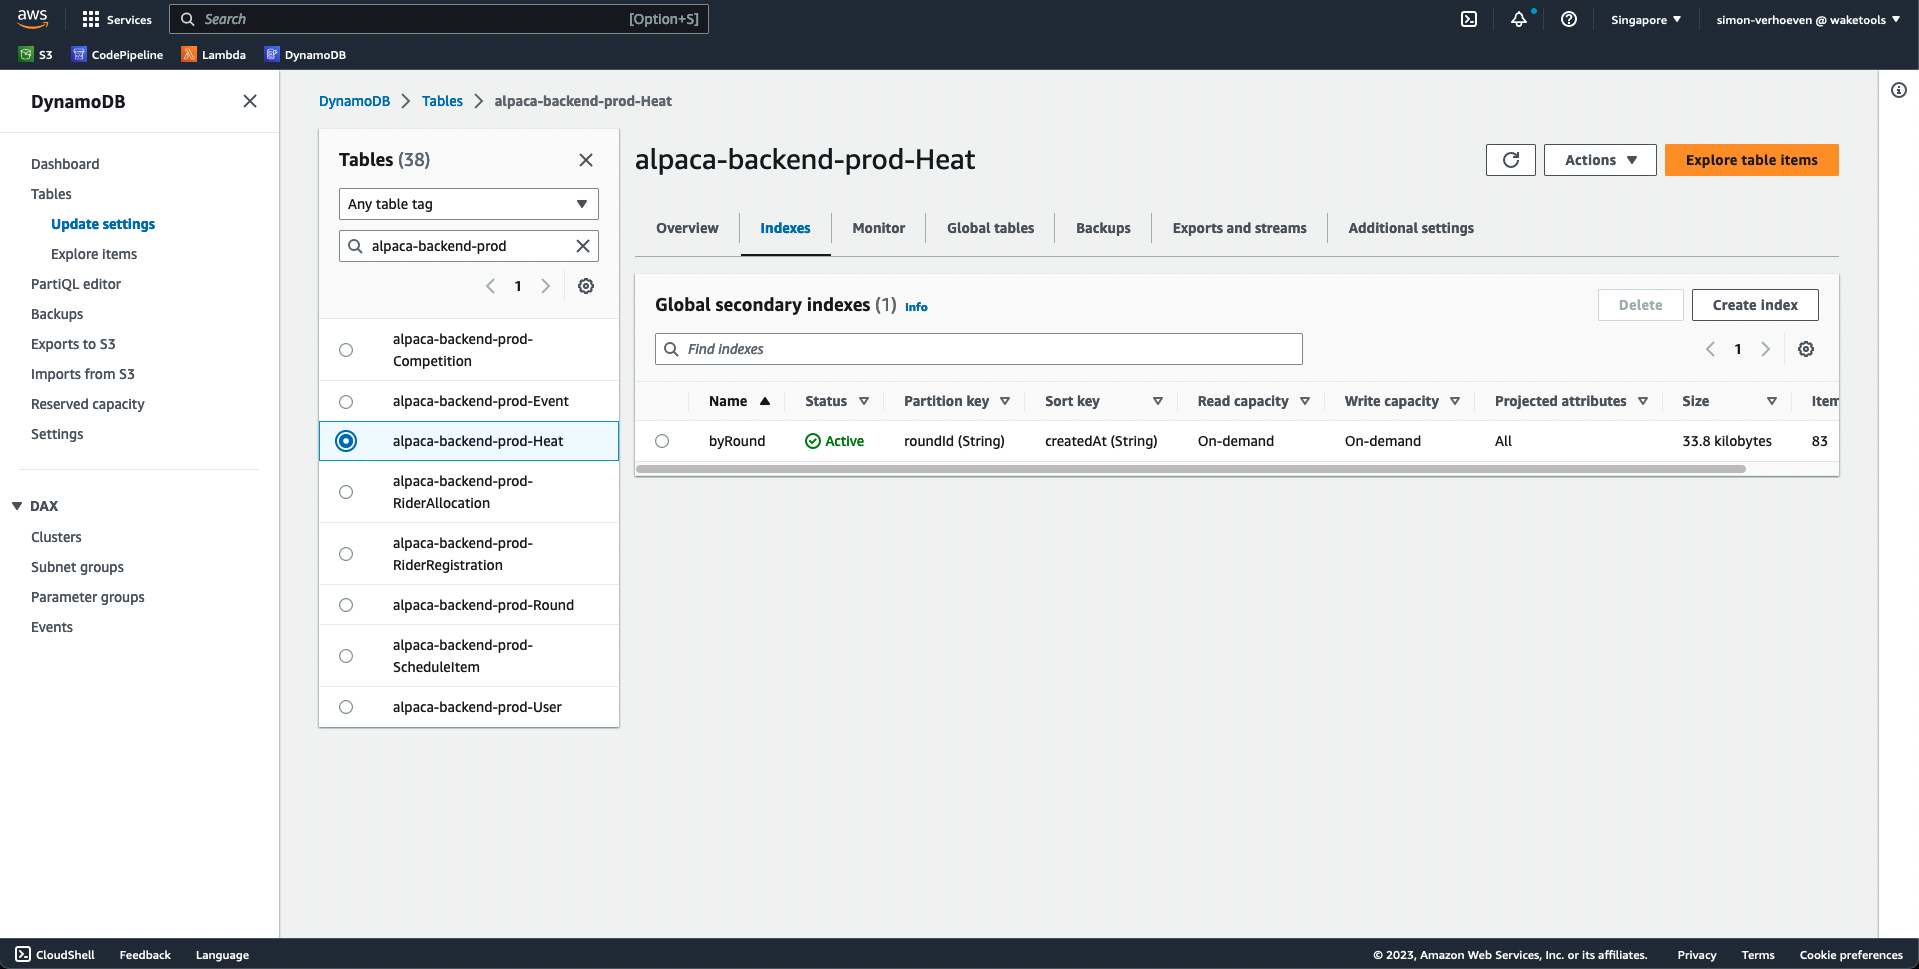 aws
Services
Search
[Option+S]
Singapore
simon-verhoeven @ waketools
S3
CodePipeline
Lambda
DynamoDB
DynamoDB
Dashboard
Tables
Update settings
Explore items
PartiQL editor
Backups
Exports to S3
Imports from S3
Reserved capacity
Settings
DAX
Clusters
Subnet groups
Parameter groups
Events
DynamoDB
Tables
alpaca-backend-prod-Heat
Tables (38)
Any table tag
alpaca-backend-prod
1
alpaca-backend-prod-
Competition
alpaca-backend-prod-Event
alpaca-backend-prod-Heat
alpaca-backend-prod-
RiderAllocation
alpaca-backend-prod-
RiderRegistration
alpaca-backend-prod-Round
alpaca-backend-prod-
ScheduleItem
alpaca-backend-prod-User
alpaca-backend-prod-Heat
Actions
Explore table items
Overview
Indexes
Monitor
Global tables
Backups
Exports and streams
Additional settings
Global secondary indexes (1) Info
Delete
Create index
Find indexes
1
Name Status Partition key Sort key Read capacity Write capacity Projected attributes Size Item
byRound Active roundId (String) createdAt (String) On-demand On-demand All 33.8 kilobytes 83
CloudShell
Feedback
Language
© 2023, Amazon Web Services, Inc. or its affiliates.
Privacy
Terms
Cookie preferences